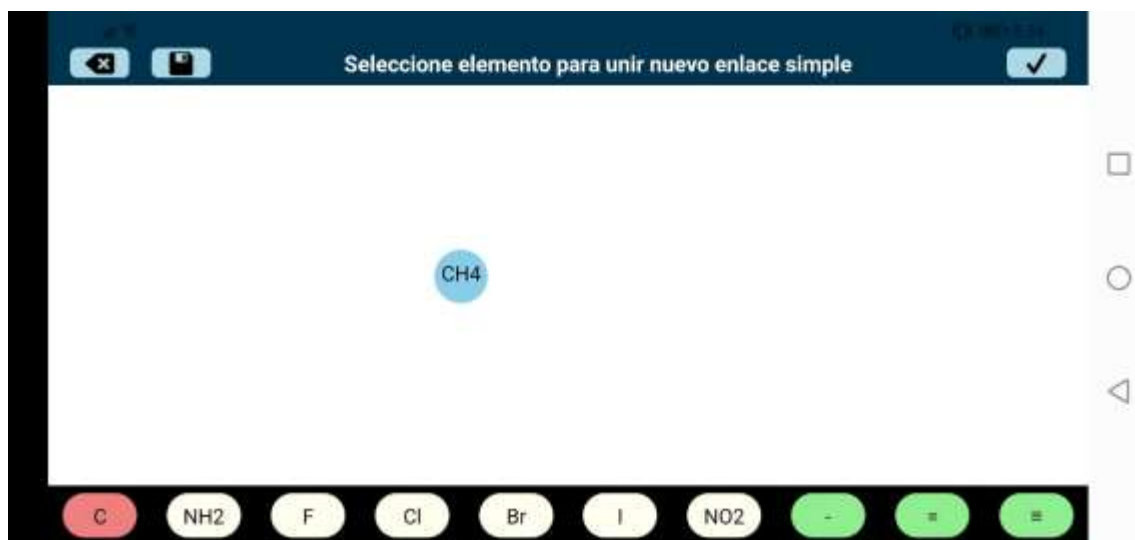 Seleccione elemento para unir nuevo enlace simple
CH4
C NH2 F Cl Br I NO2 - = ≡